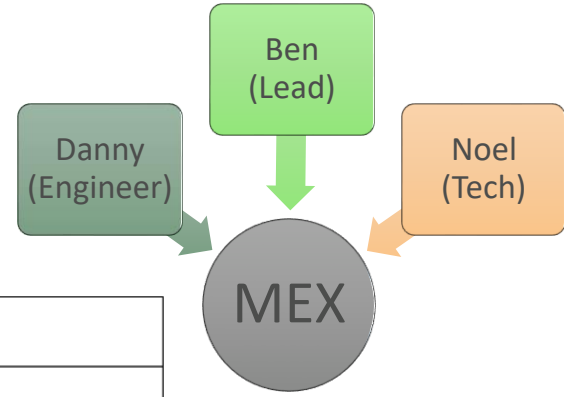 Ben
(Lead)
Danny
(Engineer)
Noel
(Tech)
MEX